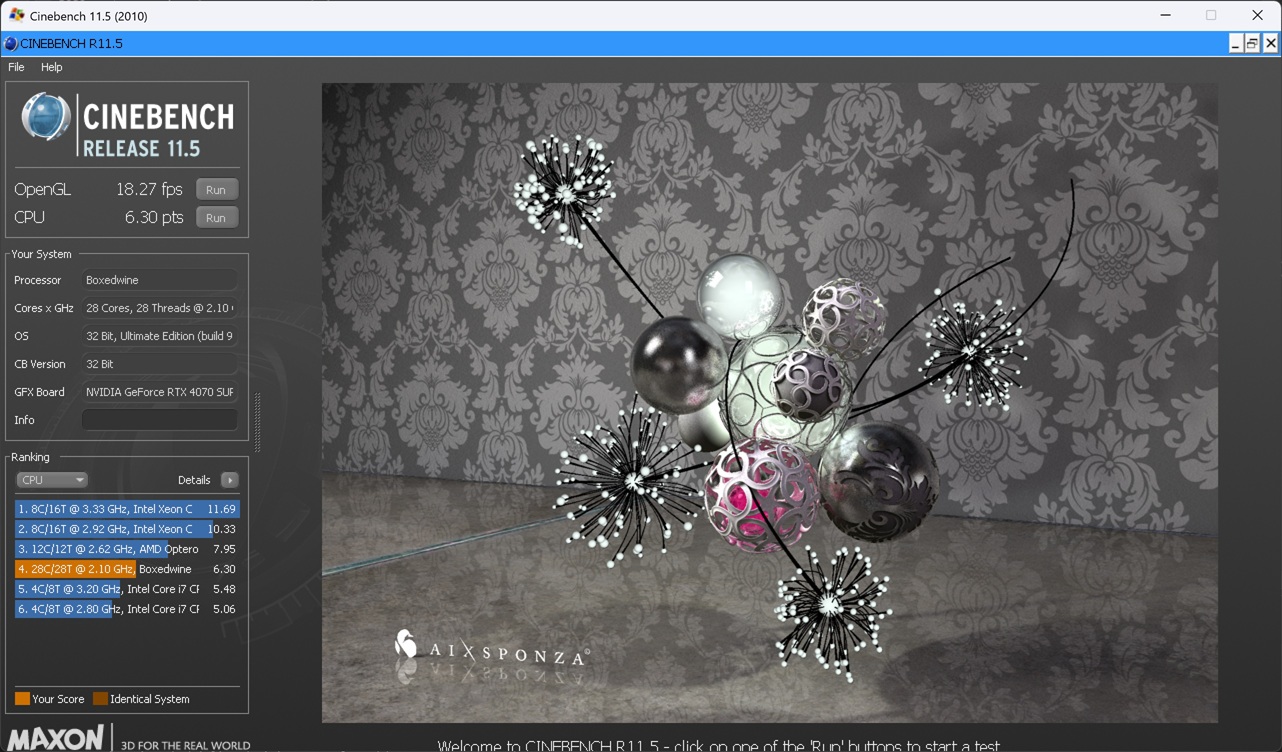 Cinebench 11.5 (2010)
CINEBENCH R11.5
File Help
CINEBENCH
RELEASE 11.5
OpenGL 18.27 fps Run
CPU 6.30 pts Run
Your System
Processor Boxedwine
Cores x GHz 28 Cores, 28 Threads @ 2.10
OS 32 Bit, Ultimate Edition (build 9
CB Version 32 Bit
GFX Board NVIDIA GeForce RTX 4070 SUP
Info
Ranking
CPU Details
1. 8C/16T @ 3.33 GHz, Intel Xeon C 11.69
2. 8C/16T @ 2.92 GHz, Intel Xeon C 10.33
3. 12C/12T @ 2.62 GHz, AMD Optero 7.95
4. 28C/28T @ 2.10 GHz, Boxedwine 6.30
5. 4C/8T @ 3.20 GHz, Intel Core i7 CP 5.48
6. 4C/8T @ 2.80 GHz, Intel Core i7 CP 5.06
Your Score Identical System
MAXON 3D FOR THE REAL WORLD
AIXSPONZA©
Welcome to CINEBENCH R11.5 - click on one of the 'Run' buttons to start a test